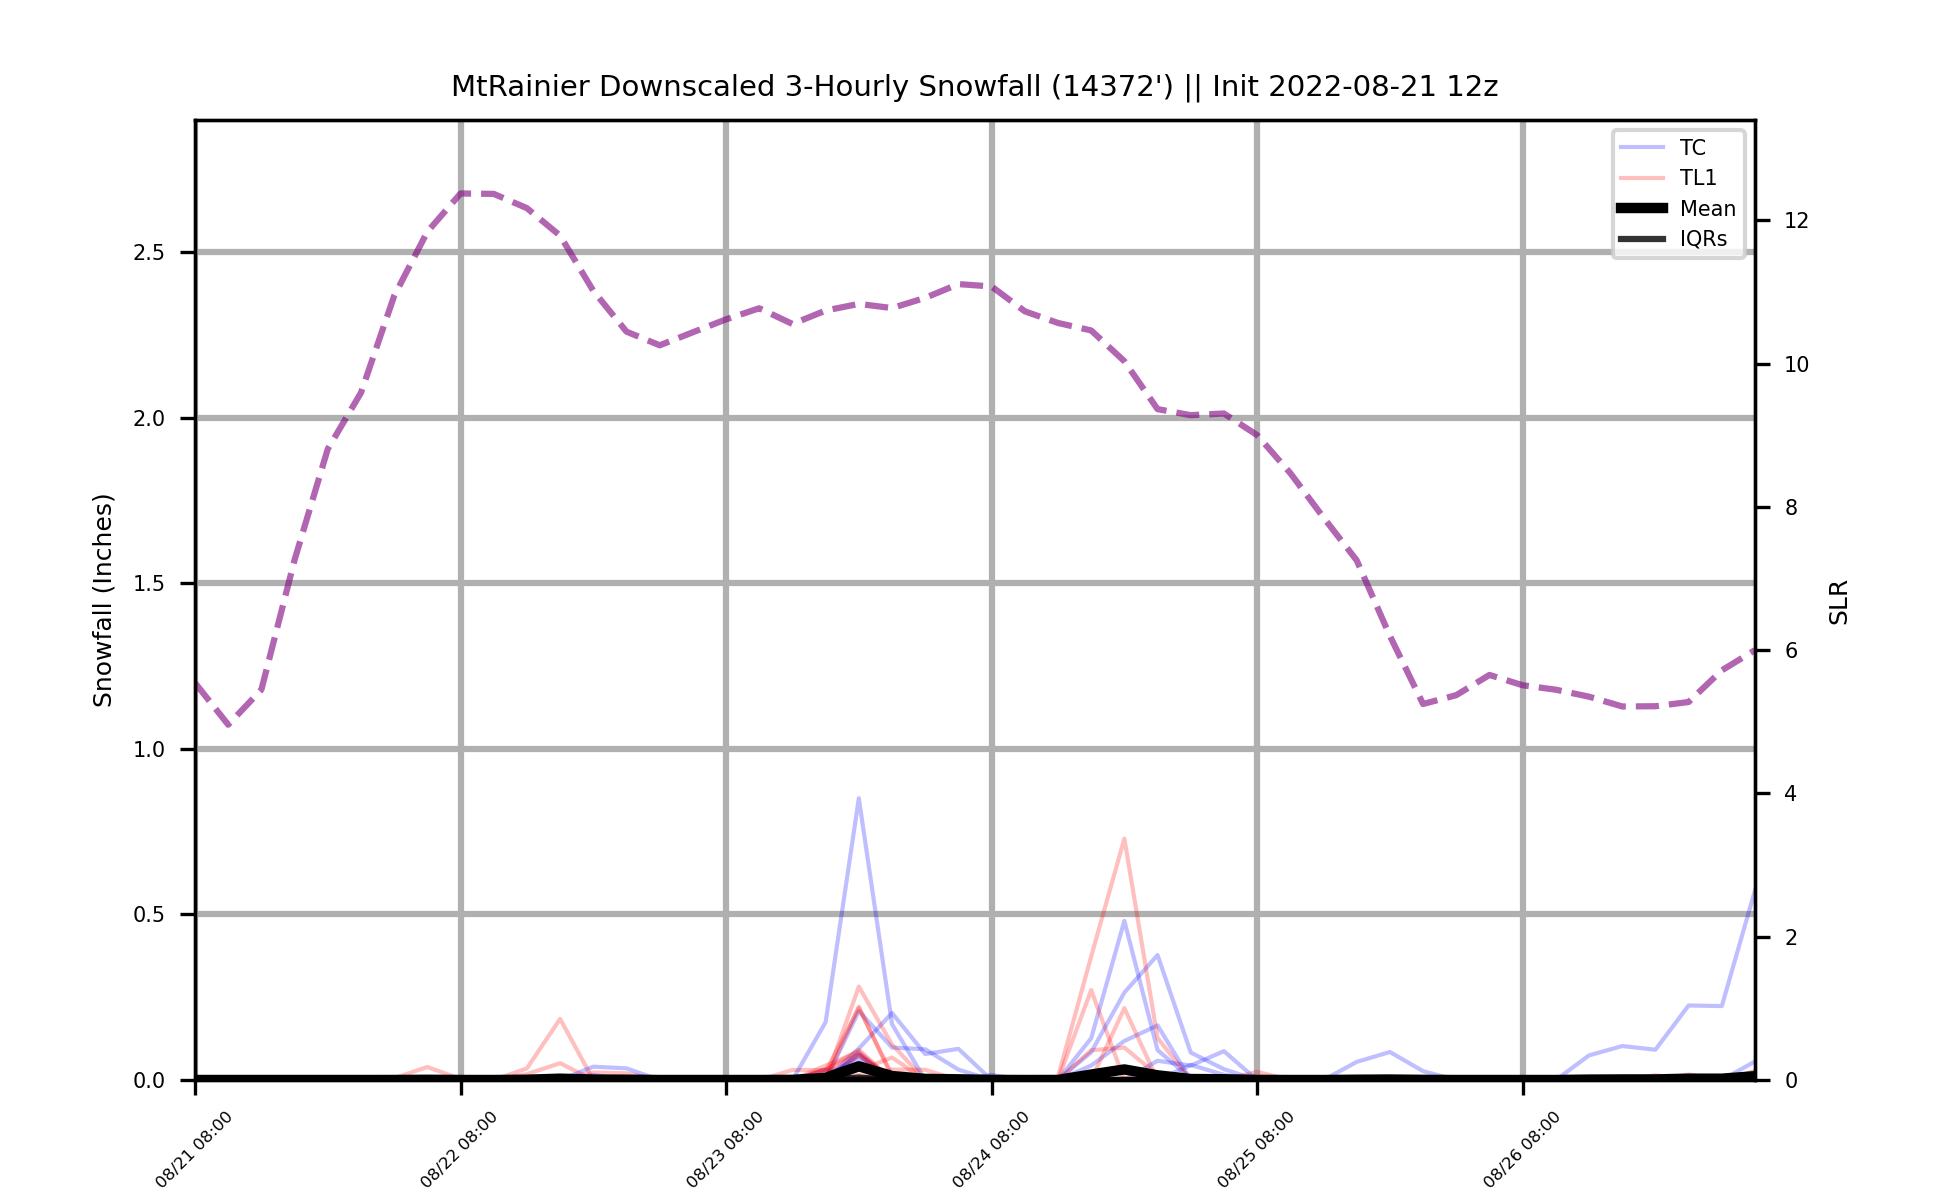 MtRainier Downscaled 3-Hourly Snowfall (14372') || Init 2022-08-21 12z
TC
TL1
Mean
IQRs
Snowfall (Inches)
2.5
2.0
1.5
1.0
0.5
0.0
12
10
8
6
4
2
0
SLR
08/21 08:00
08/22 08:00
08/23 08:00
08/24 08:00
08/25 08:00
08/26 08:00